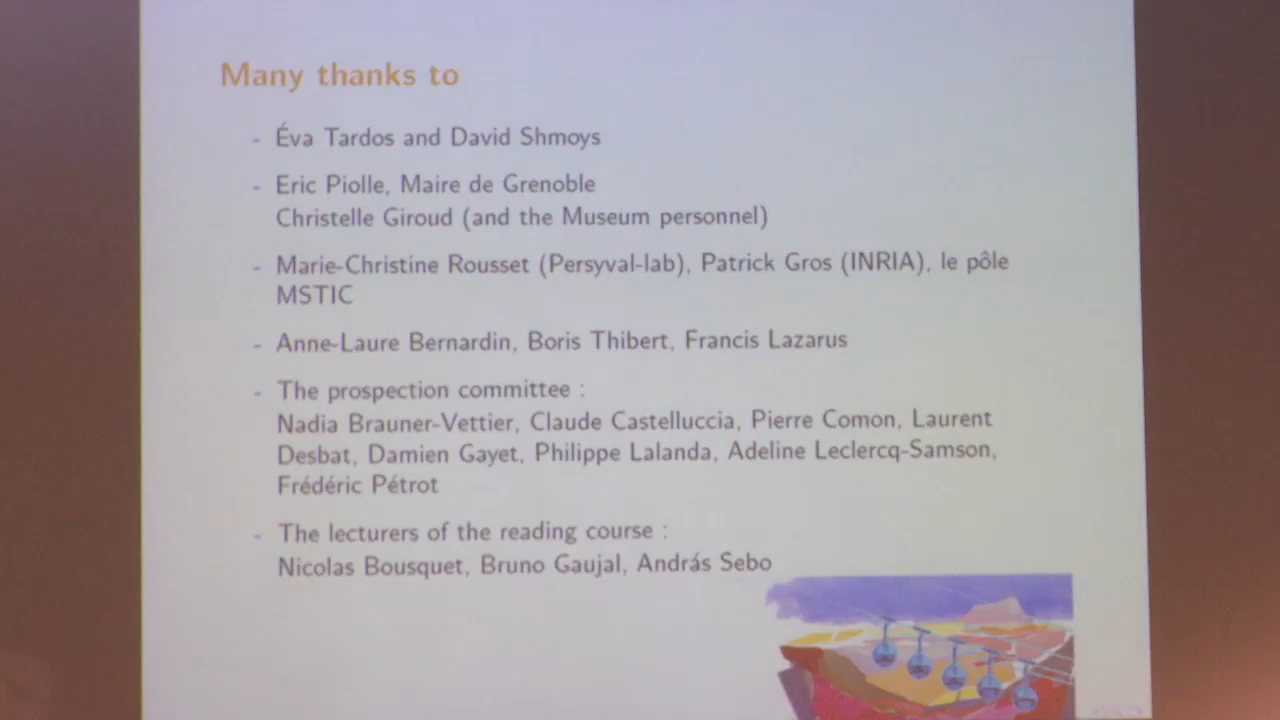 Many thanks to
- Éva Tardos and David Shmoys
- Eric Piolle, Maire de Grenoble
Christelle Giroud (and the Museum personnel)
- Marie-Christine Rousset (Persyval-lab), Patrick Gros (INRIA), le pôle
MSTIC
- Anne-Laure Bernardin, Boris Thibert, Francis Lazarus
- The prospection committee :
Nadia Brauner-Vettier, Claude Castelluccia, Pierre Comon, Laurent
Desbat, Damien Gayet, Philippe Lalanda, Adeline Leclercq-Samson,
Frédéric Pétrot
- The lecturers of the reading course :
Nicolas Bousquet, Bruno Gaujal, András Sebo